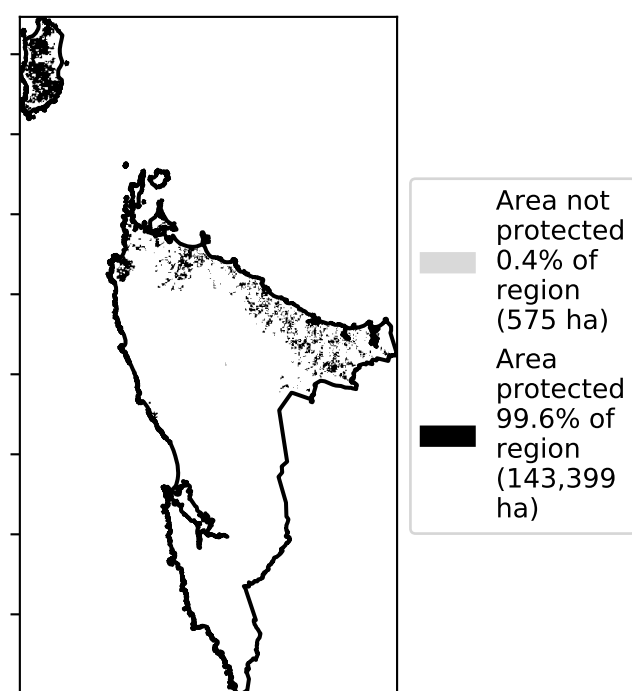 Area not
protected
0.4% of
region
(575 ha)
Area
protected
99.6% of
region
(143,399
ha)